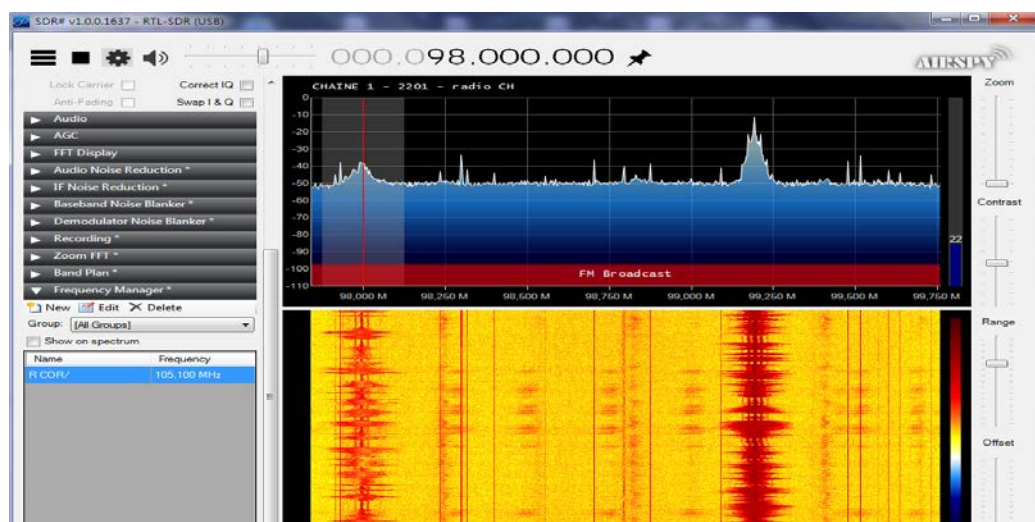 SDR# v1.0.0.1637 - RTL-SDR (USB)
000.098.000.000
AIRSPY
Lock Carrier
Correct IQ
Anti-Fading
Swap I & Q
Audio
AGC
FFT Display
Audio Noise Reduction *
IF Noise Reduction *
Baseband Noise Blanker *
Demodulator Noise Blanker *
Recording *
Zoom FFT *
Band Plan *
Frequency Manager *
New Edit Delete
Group: [All Groups]
Show on spectrum
Name Frequency
R COR/ 105.100 MHz
CHAINE 1 - 2201 - radio CH
0
-10
-20
-30
-40
-50
-60
-70
-80
-90
-100
-110
FM Broadcast
98,000 M 98,250 M 98,500 M 98,750 M 99,000 M 99,250 M 99,500 M 99,750 M
22
Zoom
Contrast
Range
Offset